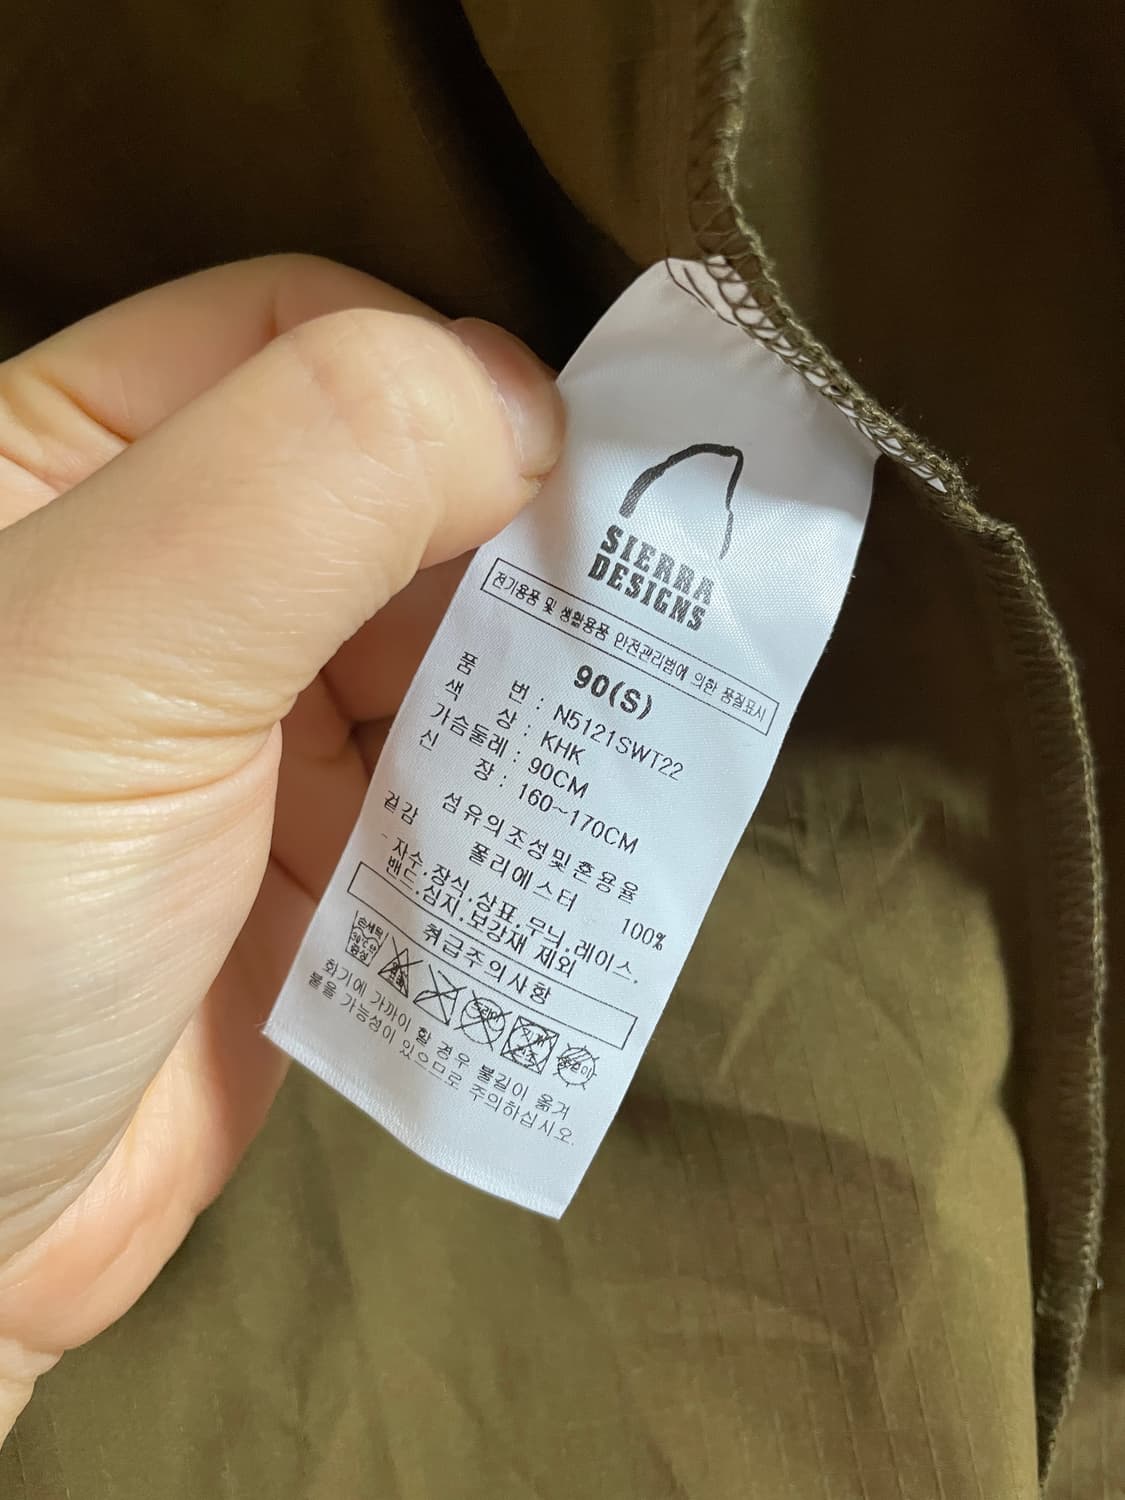 SIERRA
DESIGNS
전기용품 및 생활용품 안전관리법에 의한 품질표시
90(S)
품 번 : N5121SWT22
색 상 : KHK
가슴둘레 : 90CM
신 장 : 160~170CM
섬유의조성및혼용율
겉감 폴리에스터 100%
자수.장식.상표.무늬.레이스.
밴드.심지.보강재 제외
취급주의사항
손세탁
화기에 가까이 할 경우 불길이 옮겨
붙을 가능성이 있으므로 주의하십시오.